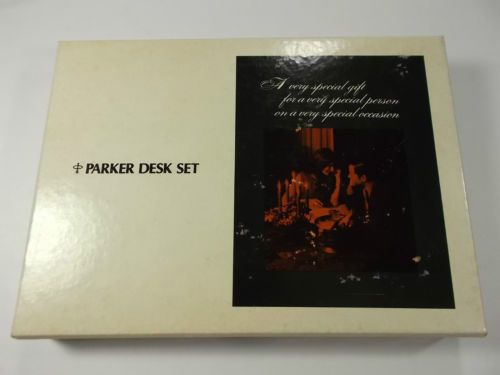 PARKER DESK SET
A very special gift
for a very special person
on a very special occasion